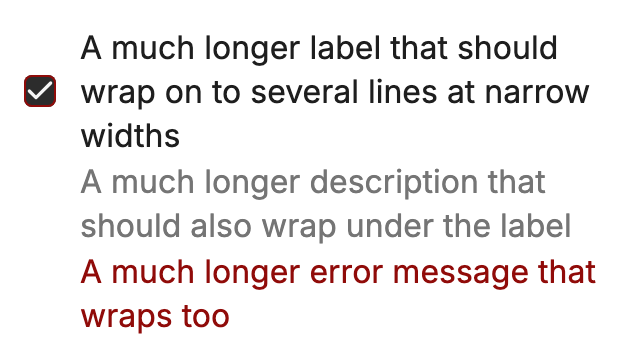 A much longer label that should
wrap on to several lines at narrow
widths
A much longer description that
should also wrap under the label
A much longer error message that
wraps too